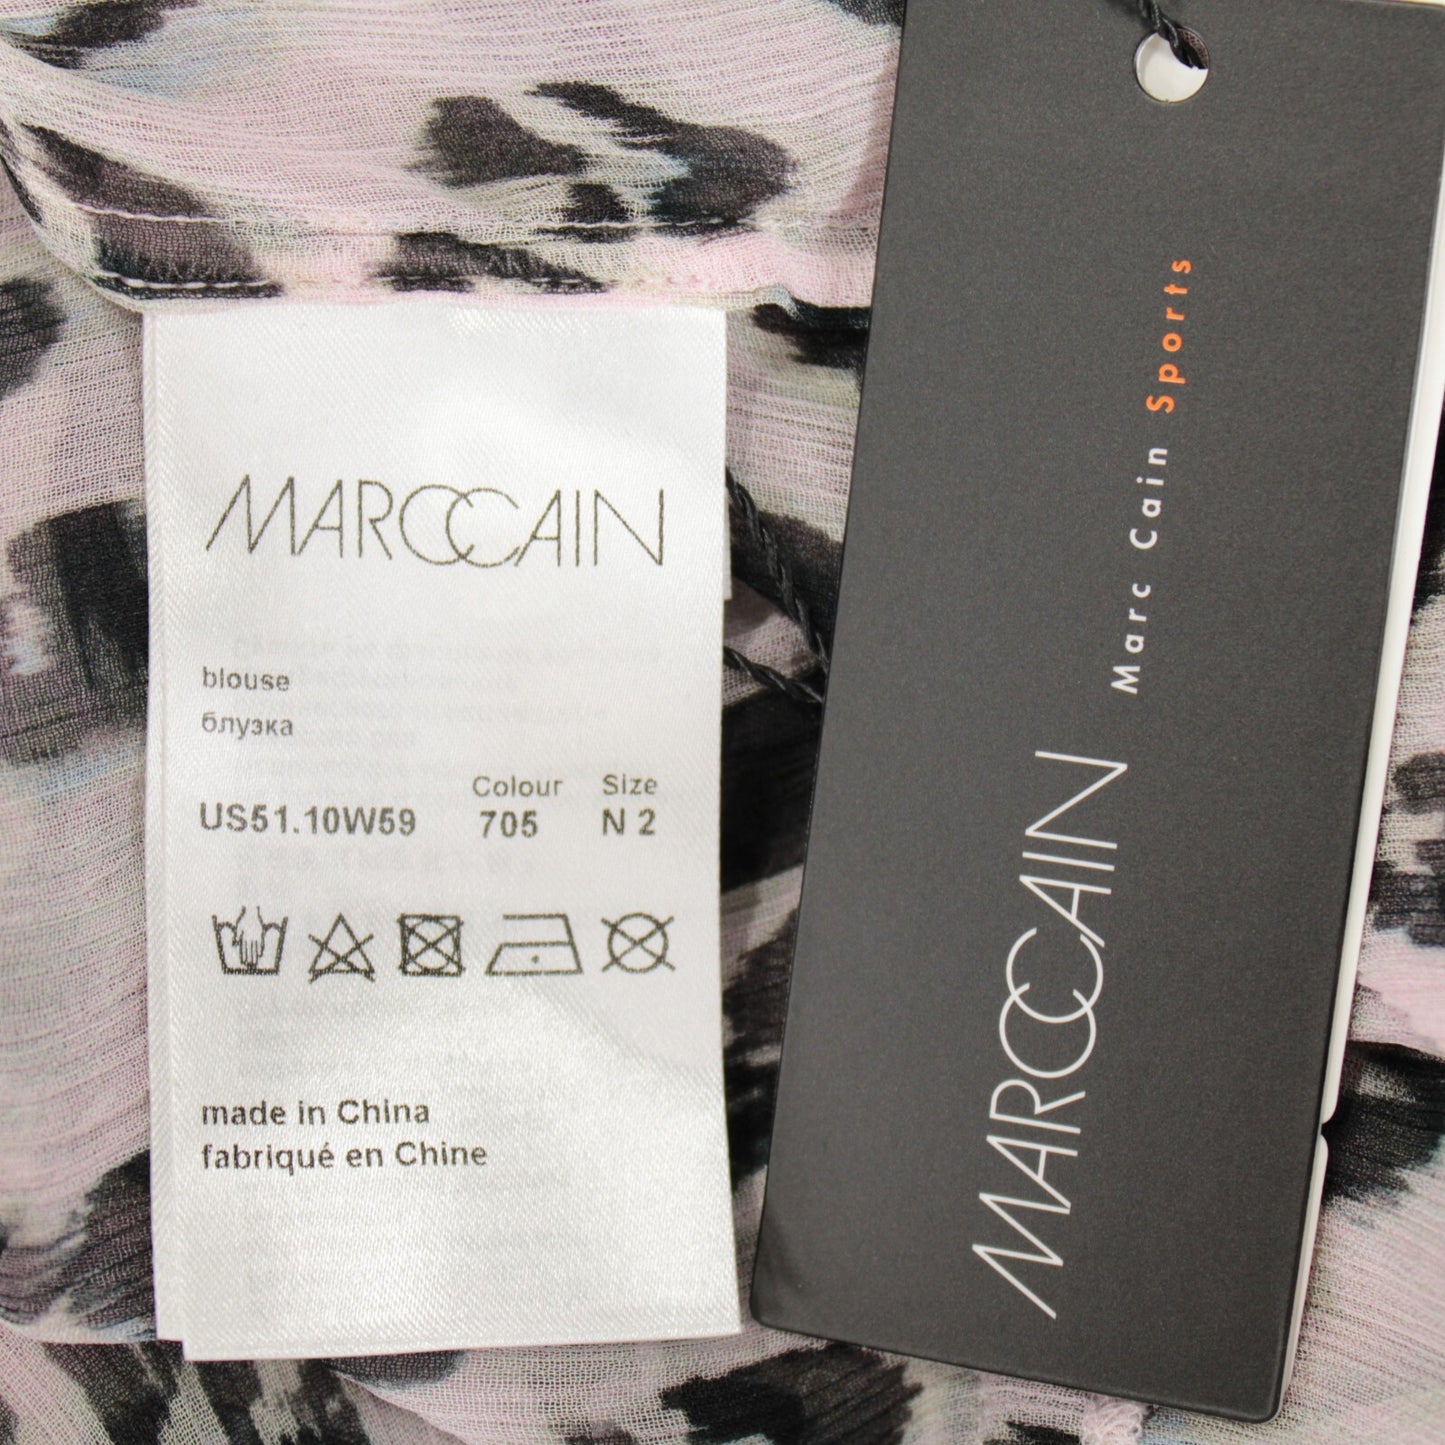 MARCCAIN
blouse
блузка
Colour Size
US51.10W59 705 N 2
made in China
fabriqué en Chine
MARCCAIN
Marc Cain Sports